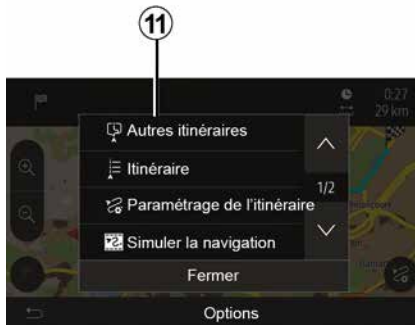 11
0:27
29 km
Autres itinéraires
Itinéraire
1/2
Paramétrage de l'itinéraire
Simuler la navigation
Fermer
Options